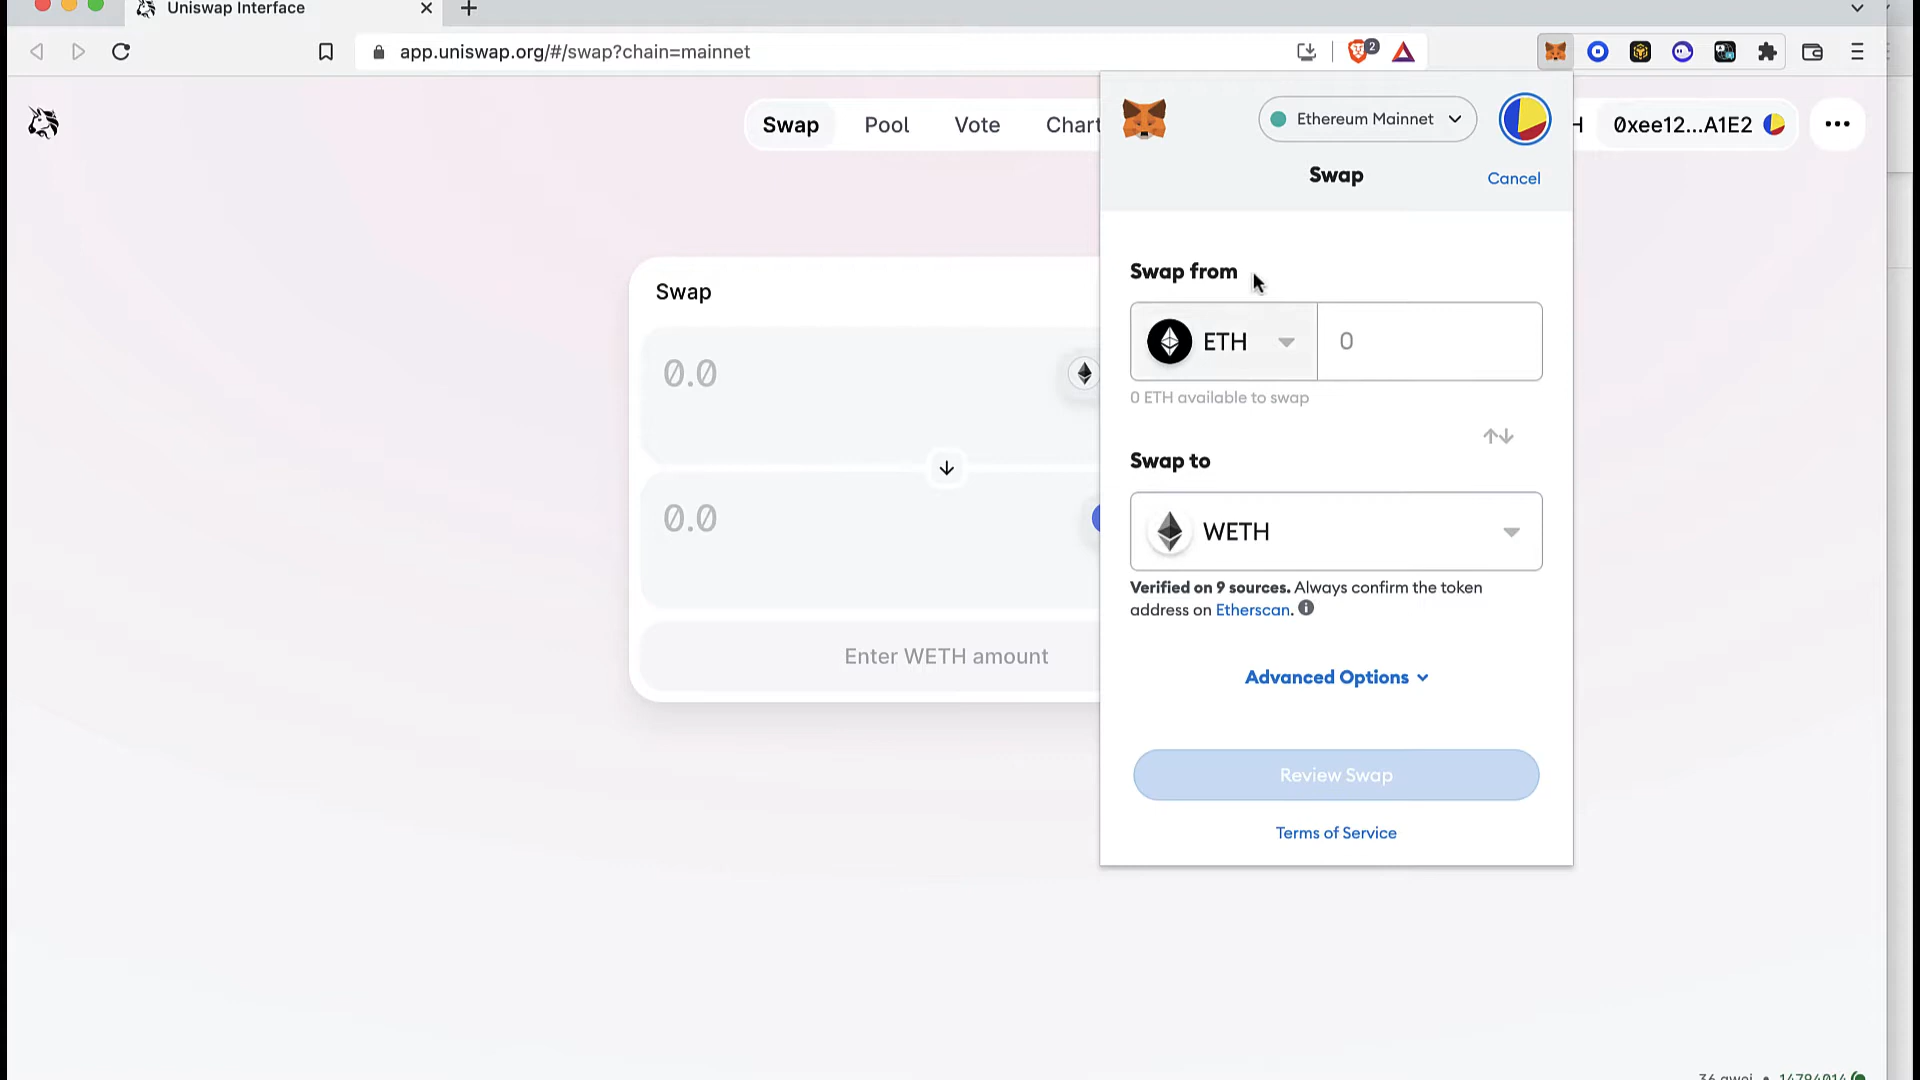 Uniswap Interface
app.uniswap.org/#/swap?chain=mainnet
2
Swap Pool Vote Chart
0xee12...A1E2
Ethereum Mainnet
Swap
Cancel
Swap
0.0
0.0
Enter WETH amount
Swap from
ETH
0
0 ETH available to swap
Swap to
WETH
Verified on 9 sources. Always confirm the token
address on Etherscan.
Advanced Options
Review Swap
Terms of Service